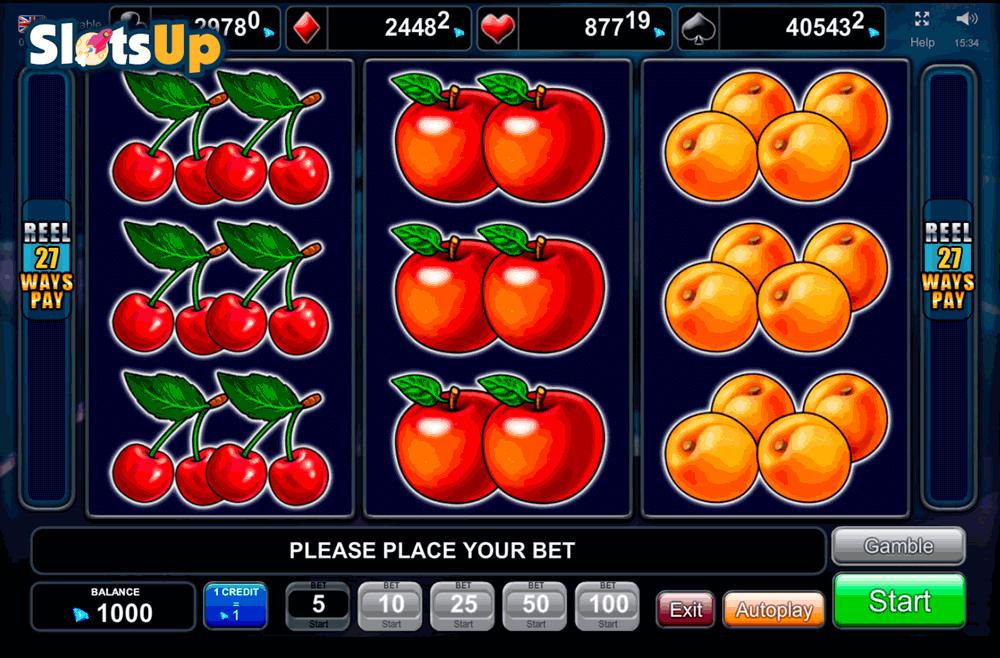 SlotsUp
2978 0
2448 2
877 19
40543 2
Help
15:34
REEL
27
WAYS
PAY
REEL
27
WAYS
PAY
PLEASE PLACE YOUR BET
Gamble
BALANCE
1000
1 CREDIT
=
1
BET
5
Start
BET
10
Start
BET
25
Start
BET
50
Start
BET
100
Start
Exit
Autoplay
Start